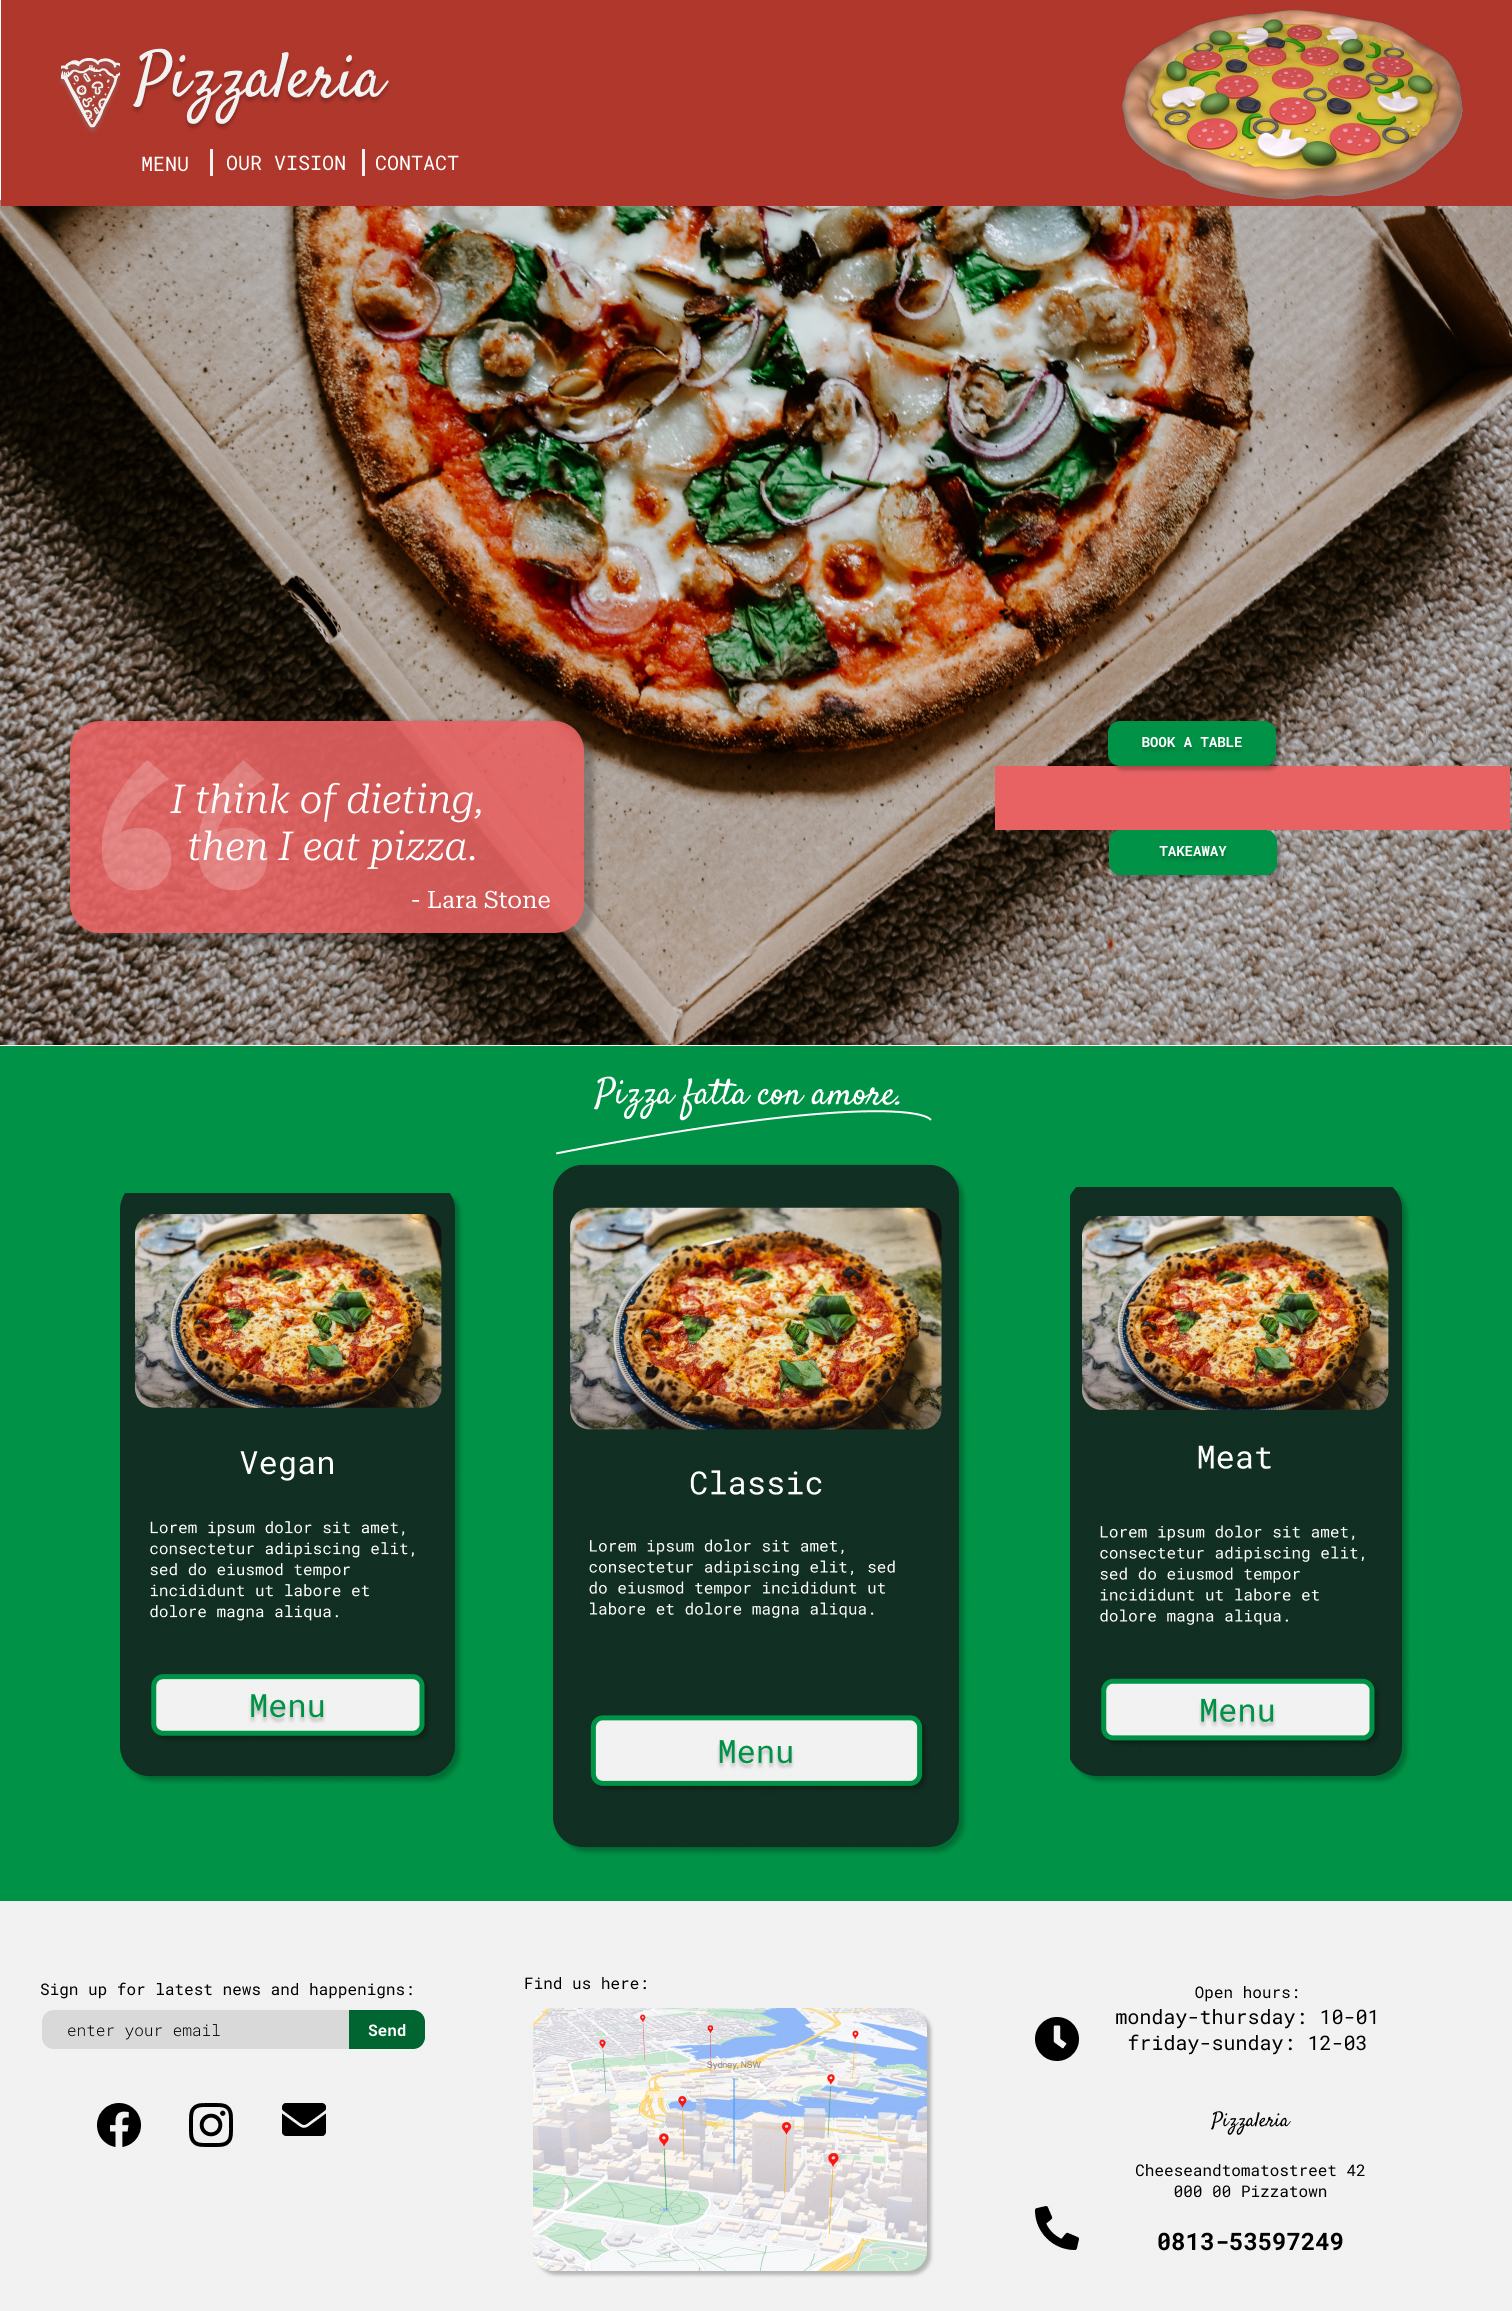 Pizzaleria
MENU
OUR VISION
CONTACT
I think of dieting,
then I eat pizza.
- Lara Stone
BOOK A TABLE
TAKEAWAY
Pizza fatta con amore.
Vegan
Lorem ipsum dolor sit amet,
consectetur adipiscing elit,
sed do eiusmod tempor
incididunt ut labore et
dolore magna aliqua.
Menu
Classic
Lorem ipsum dolor sit amet,
consectetur adipiscing elit, sed
do eiusmod tempor incididunt ut
labore et dolore magna aliqua.
Menu
Meat
Lorem ipsum dolor sit amet,
consectetur adipiscing elit,
sed do eiusmod tempor
incididunt ut labore et
dolore magna aliqua.
Menu
Sign up for latest news and happenigns:
enter your email
Send
Find us here:
Sydney, NSW
Open hours:
monday-thursday: 10-01
friday-sunday: 12-03
Pizzaleria
Cheeseandtomatostreet 42
000 00 Pizzatown
0813-53597249